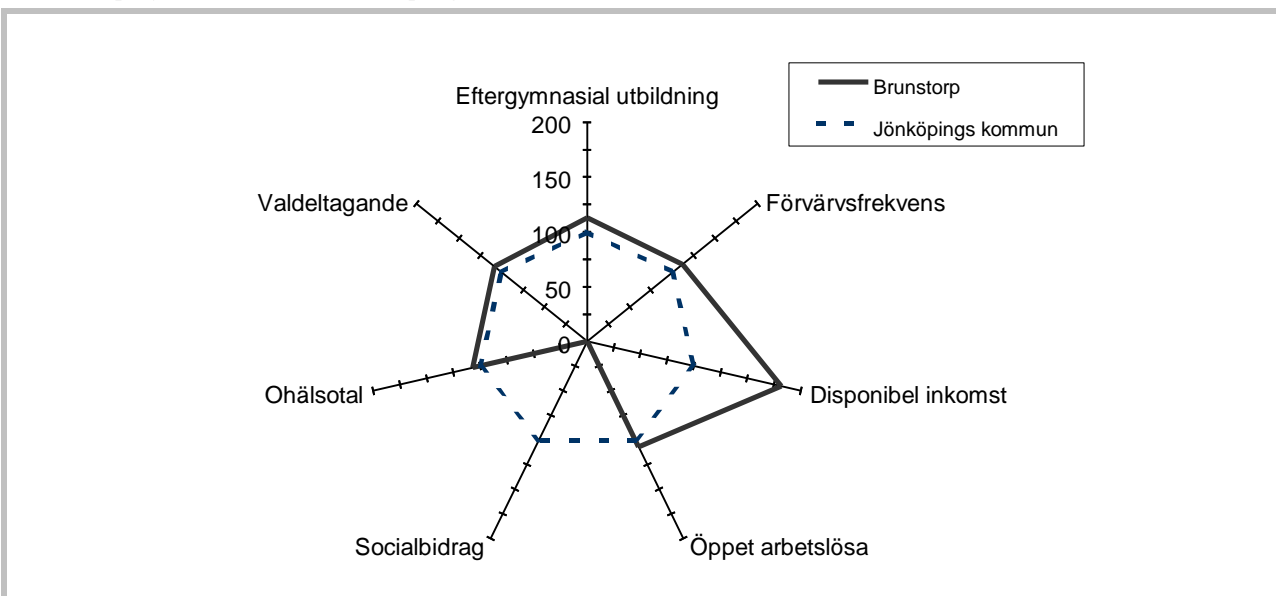 Brunstorp
Jönköpings kommun
Eftergymnasial utbildning
200
150
100
50
0
Valdeltagande
Förvärvsfrekvens
Ohälsotal
Disponibel inkomst
Socialbidrag
Öppet arbetslösa